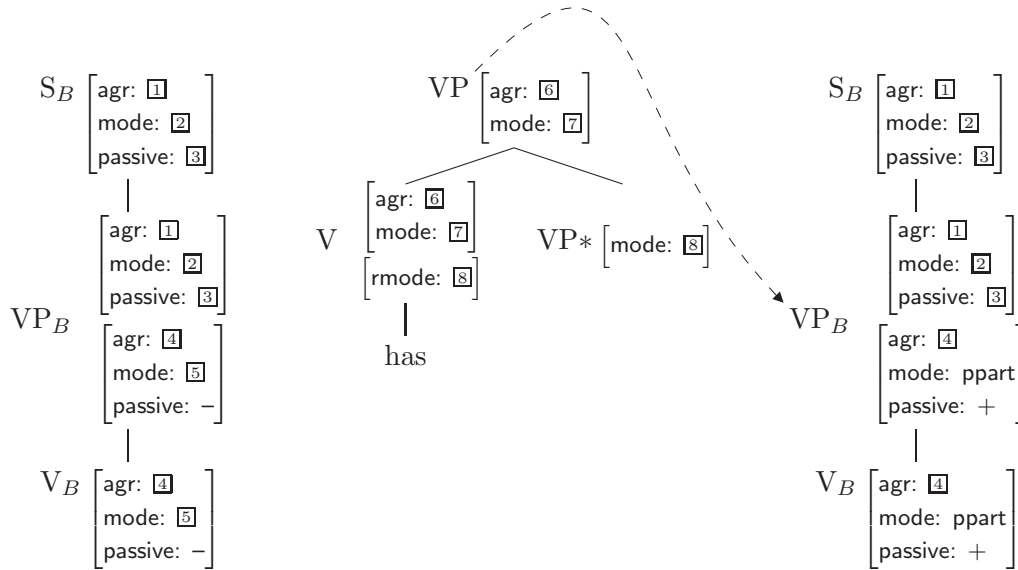 S_B [agr: 1
mode: 2
passive: 3]
[agr: 1
mode: 2
passive: 3]
VP_B
[agr: 4
mode: 5
passive: −]
V_B [agr: 4
mode: 5
passive: −]
VP [agr: 6
mode: 7]
V [agr: 6
mode: 7]
[rmode: 8]
has
VP* [mode: 8]
S_B [agr: 1
mode: 2
passive: 3]
[agr: 1
mode: 2
passive: 3]
VP_B
[agr: 4
mode: ppart
passive: +]
V_B [agr: 4
mode: ppart
passive: +]